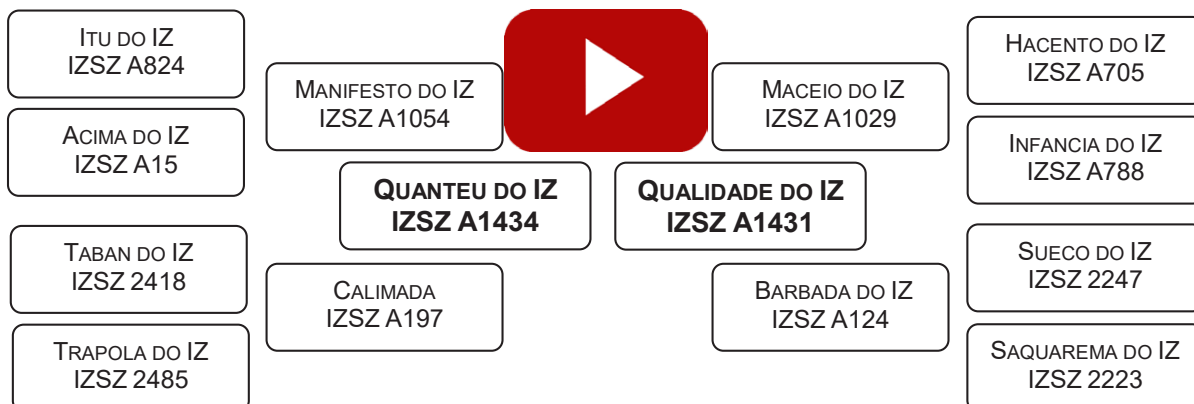 ITU DO IZ
IZSZ A824
ACIMA DO IZ
IZSZ A15
MANIFESTO DO IZ
IZSZ A1054
MACEIO DO IZ
IZSZ A1029
HACENTO DO IZ
IZSZ A705
INFANCIA DO IZ
IZSZ A788
QUANTEU DO IZ
IZSZ A1434
QUALIDADE DO IZ
IZSZ A1431
TABAN DO IZ
IZSZ 2418
TRAPOLA DO IZ
IZSZ 2485
CALIMADA
IZSZ A197
BARBADA DO IZ
IZSZ A124
SUECO DO IZ
IZSZ 2247
SAQUAREMA DO IZ
IZSZ 2223